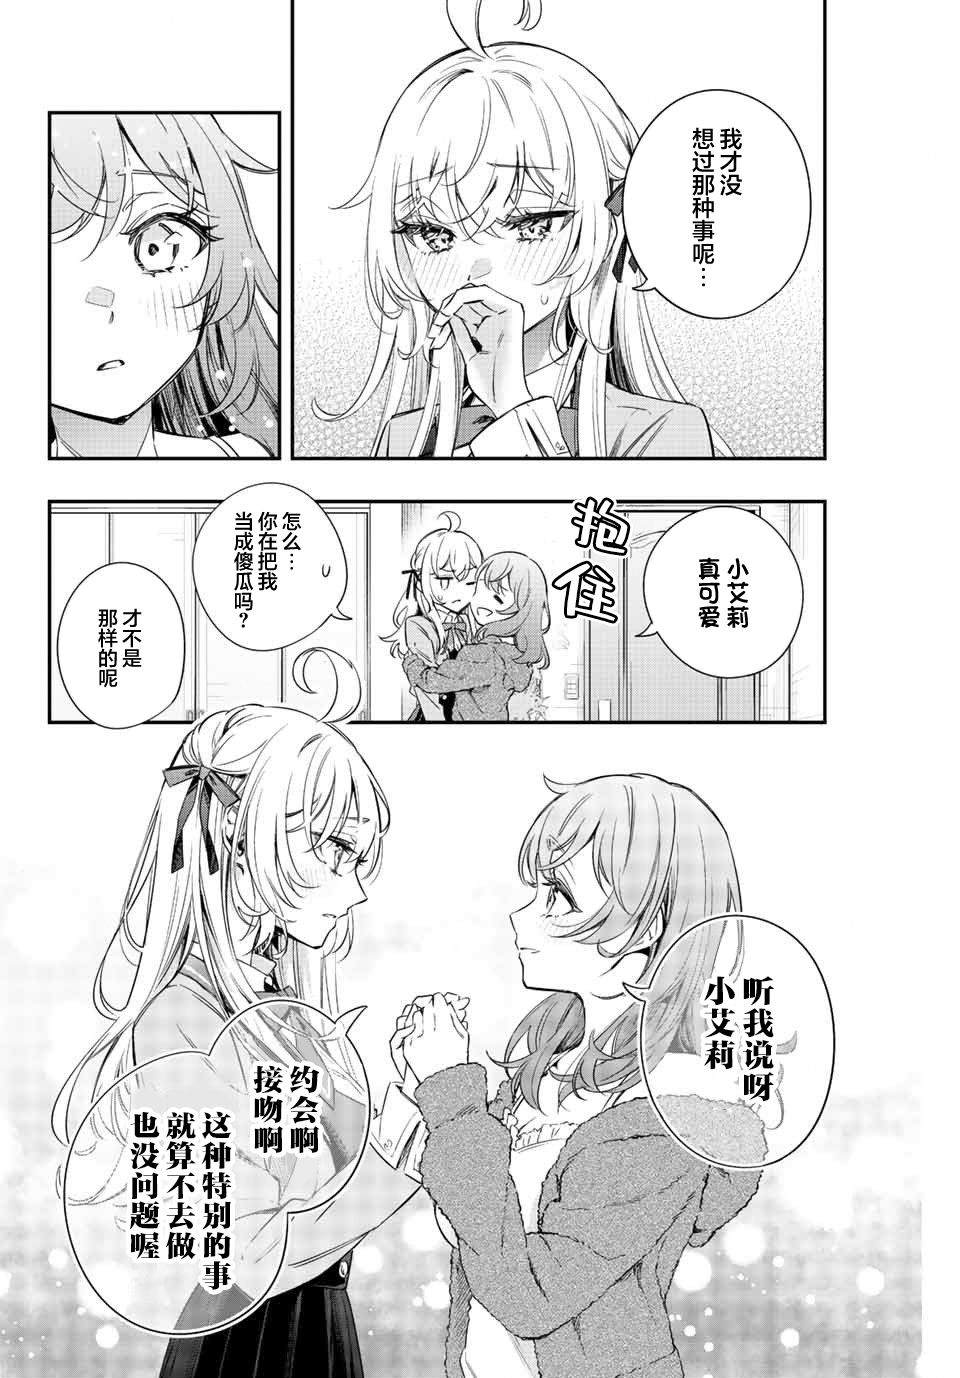 我才没
想过那种事呢…
小艾莉
真可爱
抱住
怎么…
你在把我
当成傻瓜吗?
才不是
那样的呢
听我说呀
小艾莉
约会啊
接吻啊
这种特别的事
就算不去做
也没问题喔